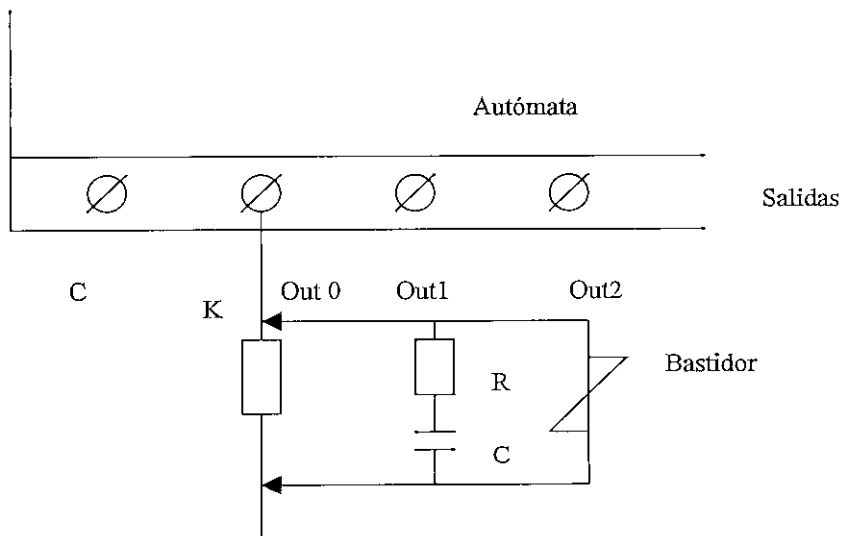 Autómata
Salidas
C
K
Out 0
Out1
Out2
Bastidor
R
C